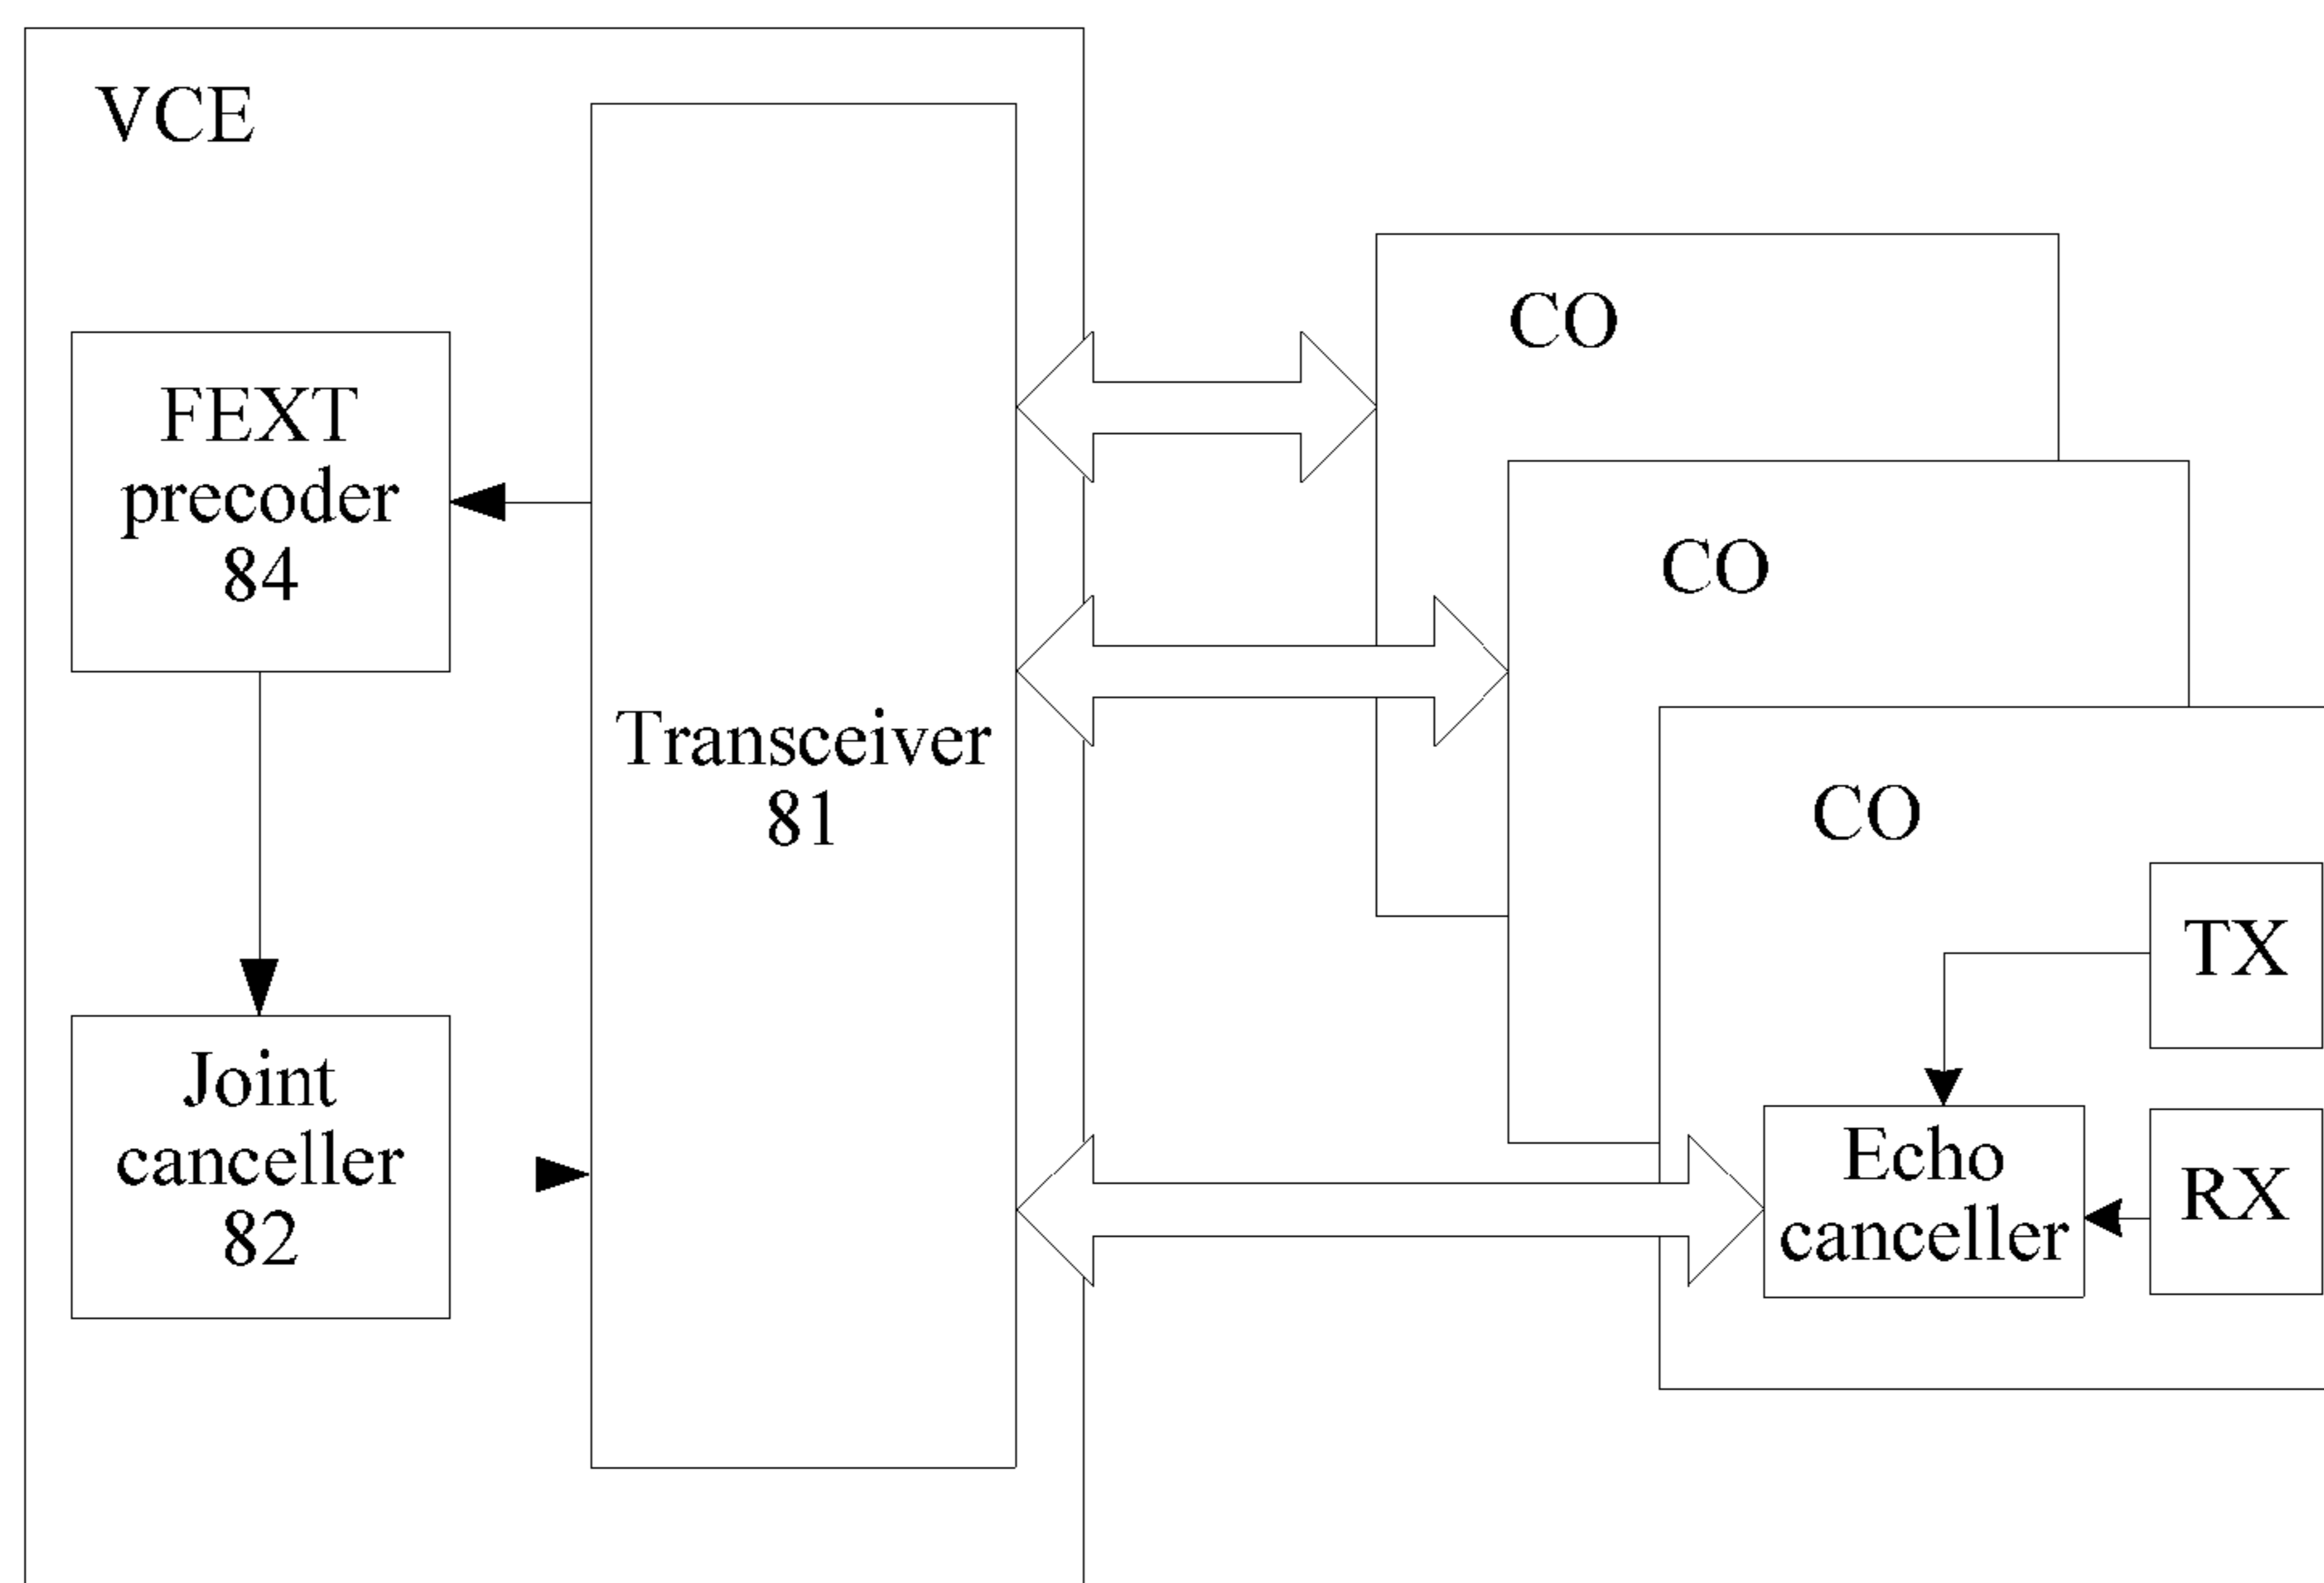 VCE
FEXT
precoder
84
Joint
canceller
82
Transceiver
81
CO
CO
CO
TX
Echo
canceller
RX